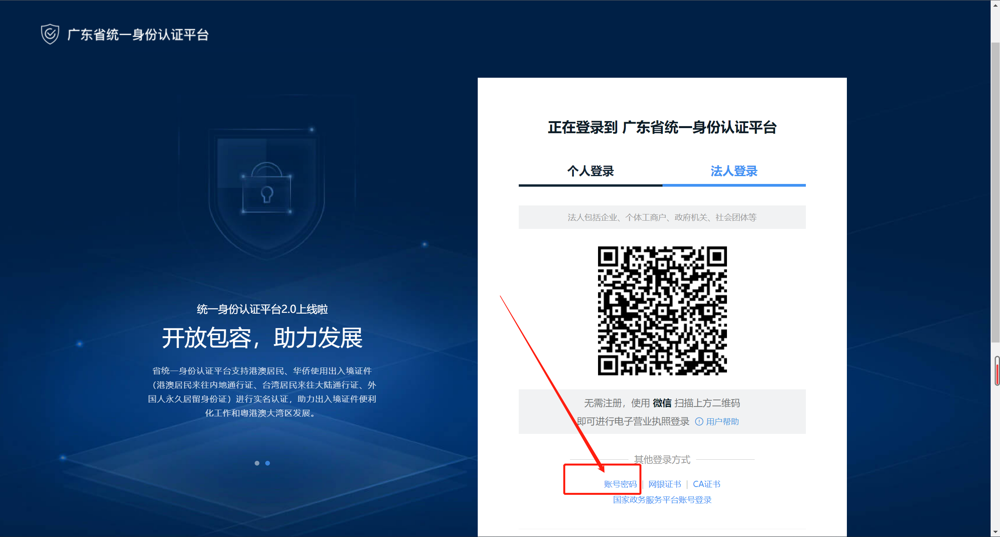 广东省统一身份认证平台
统一身份认证平台2.0上线啦
开放包容，助力发展
省统一身份认证平台支持港澳居民、华侨使用出入境证件
（港澳居民来往内地通行证、台湾居民来往大陆通行证、外
国人永久居留身份证）进行实名认证，助力出入境证件便利
化工作和粤港澳大湾区发展。
正在登录到 广东省统一身份认证平台
个人登录 法人登录
法人包括企业、个体工商户、政府机关、社会团体等
无需注册，使用 微信 扫描上方二维码
即可进行电子营业执照登录 用户帮助
其他登录方式
账号密码 | 网银证书 | CA证书
国家政务服务平台账号登录